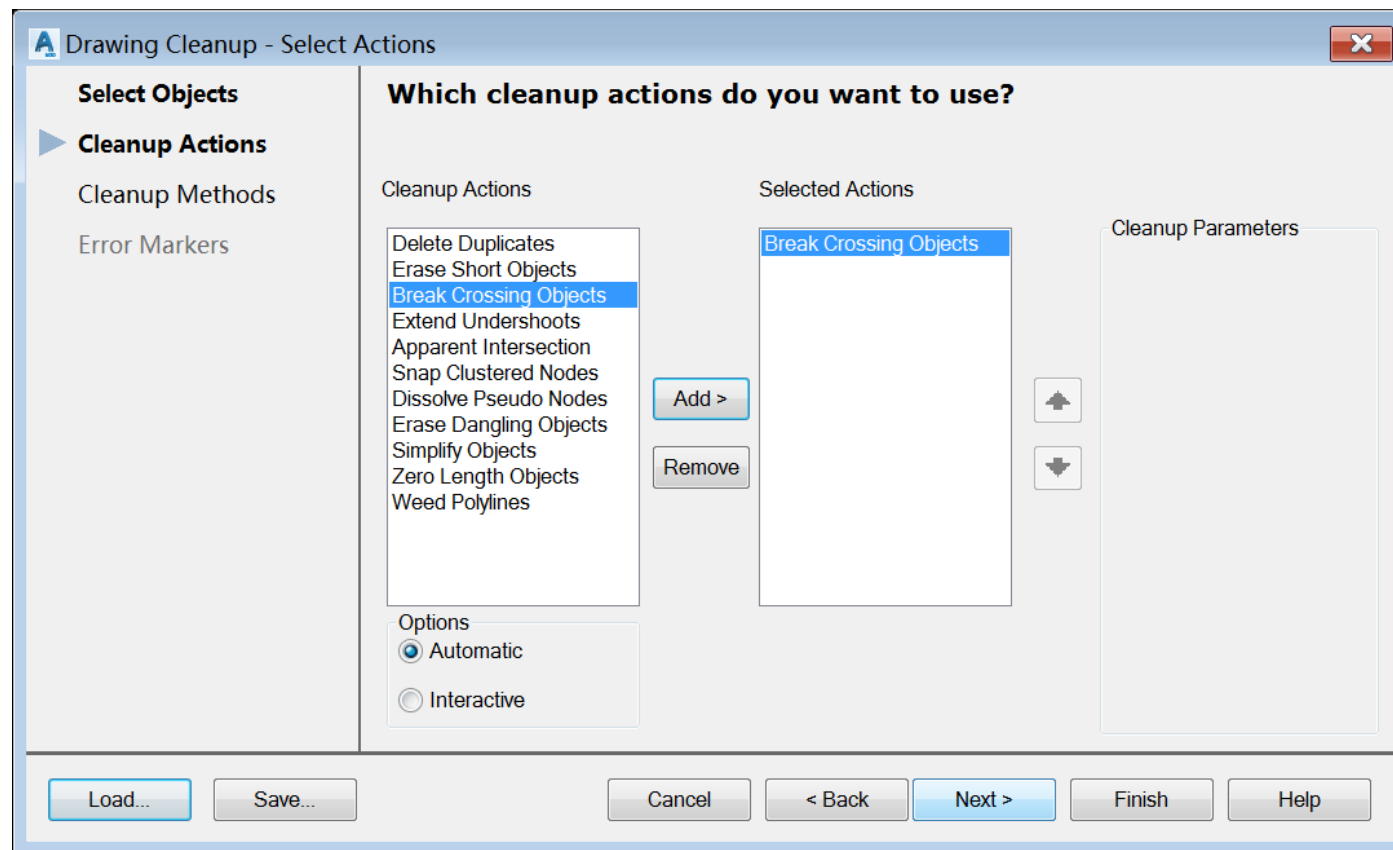 Drawing Cleanup - Select Actions
Select Objects
Cleanup Actions
Cleanup Methods
Error Markers
Which cleanup actions do you want to use?
Cleanup Actions
Delete Duplicates
Erase Short Objects
Break Crossing Objects
Extend Undershoots
Apparent Intersection
Snap Clustered Nodes
Dissolve Pseudo Nodes
Erase Dangling Objects
Simplify Objects
Zero Length Objects
Weed Polylines
Options
Automatic
Interactive
Add >
Remove
Selected Actions
Break Crossing Objects
Cleanup Parameters
Load...
Save...
Cancel
< Back
Next >
Finish
Help